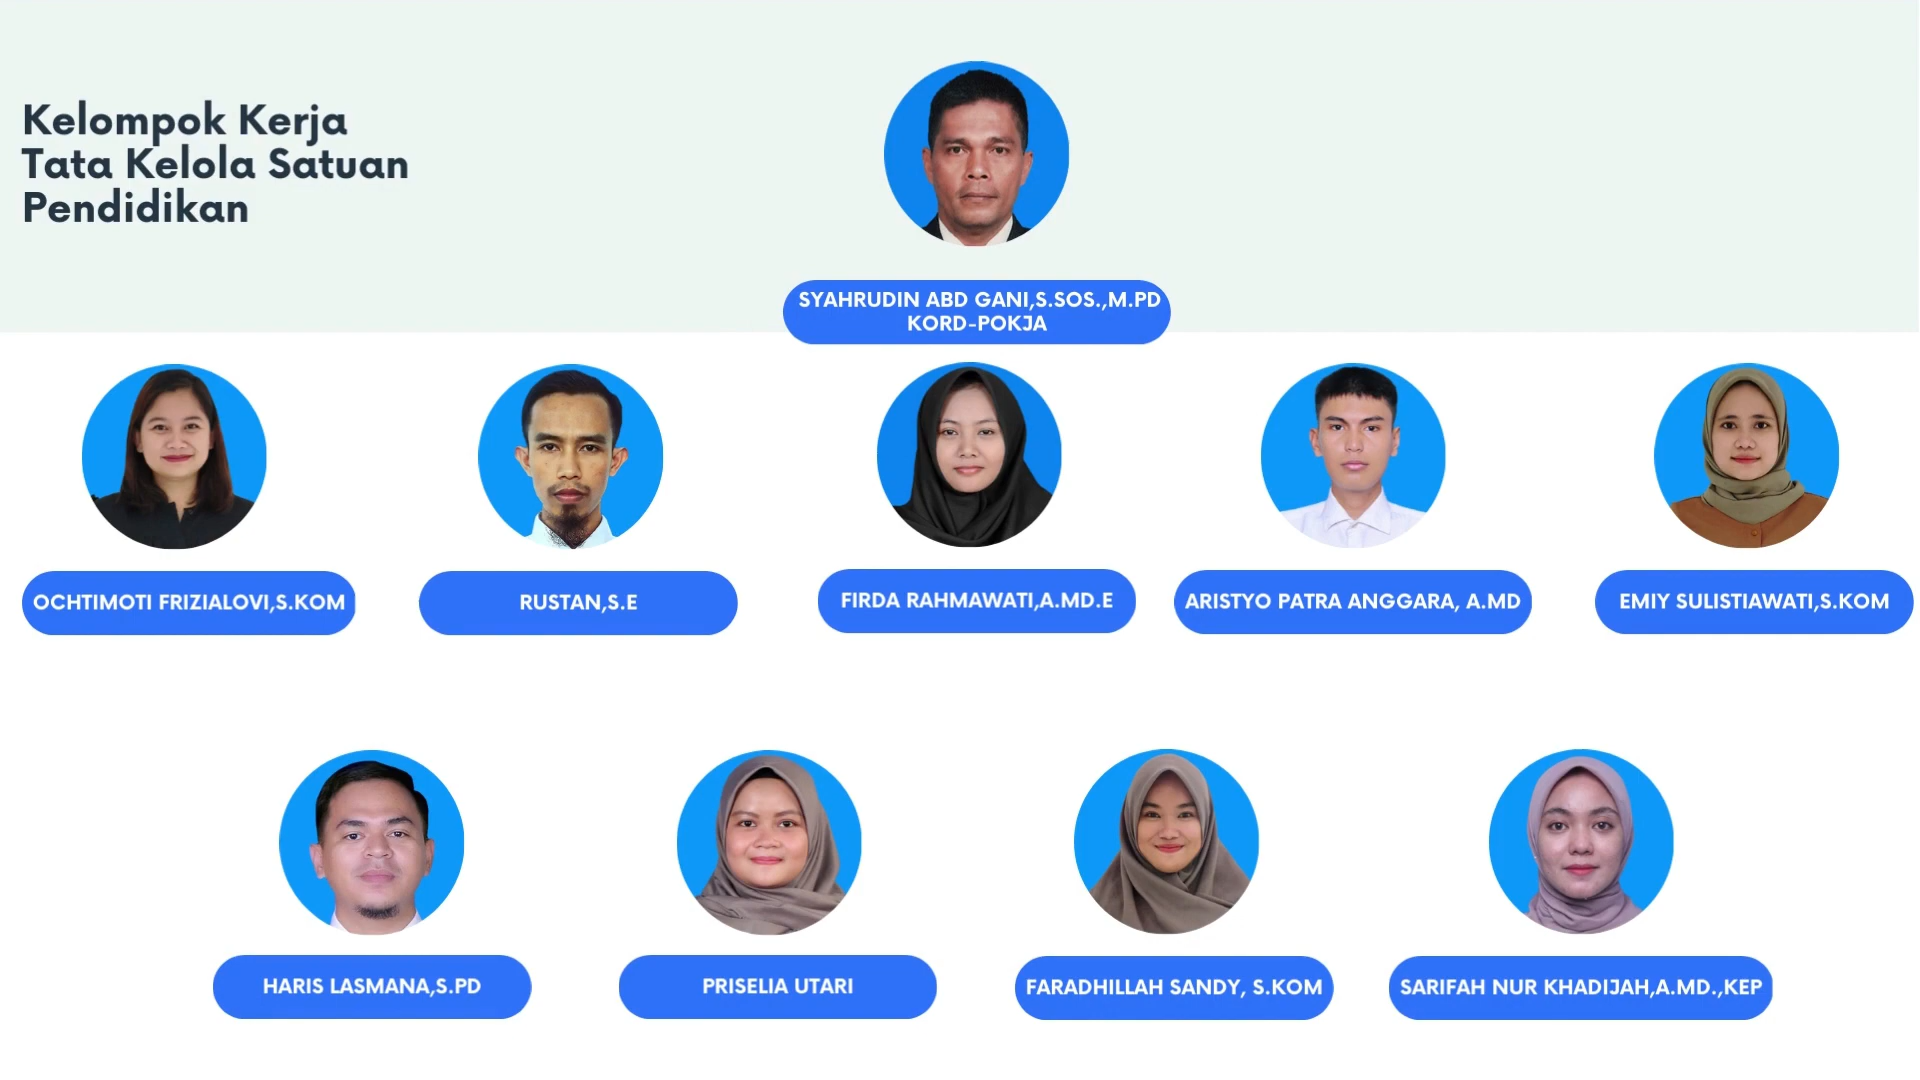 Kelompok Kerja
Tata Kelola Satuan
Pendidikan
SYAHRUDIN ABD GANI,S.SOS.,M.PD
KORD-POKJA
OCHTIMOTI FRIZIALOVI,S.KOM
RUSTAN,S.E
FIRDA RAHMAWATI,A.MD.E
ARISTYO PATRA ANGGARA, A.MD
EMIY SULISTIAWATI,S.KOM
HARIS LASMANA,S.PD
PRISELIA UTARI
FARADHILLAH SANDY, S.KOM
SARIFAH NUR KHADIJAH,A.MD.,KEP